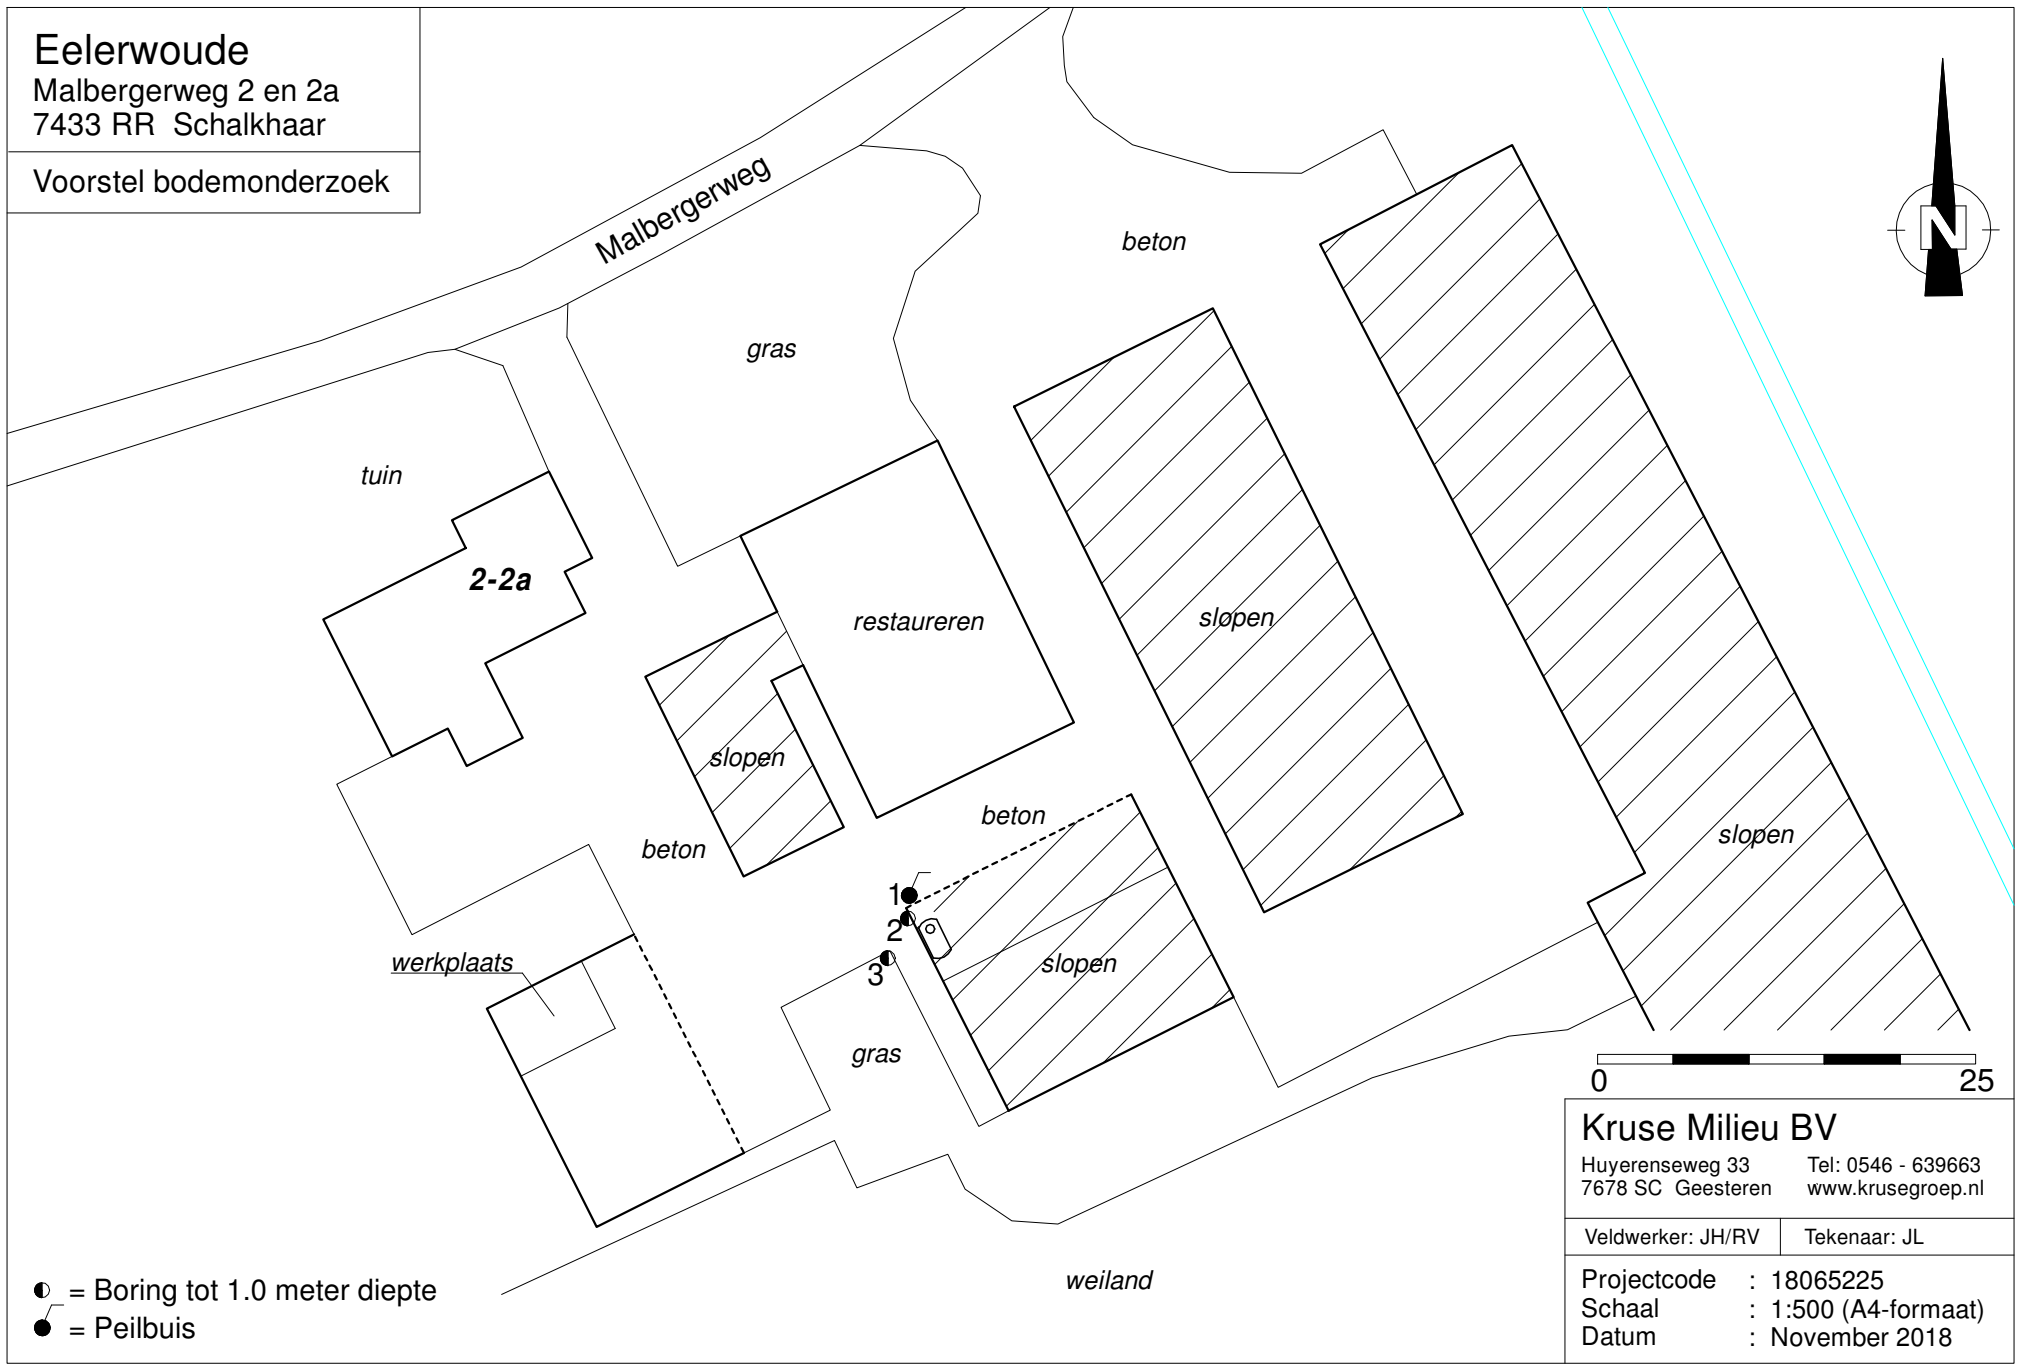 Eelerwoude
Malbergerweg 2 en 2a
7433 RR Schalkhaar
Voorstel bodemonderzoek
Malbergerweg
N
beton
gras
tuin
2-2a
restaureren
slopen
slopen
beton
slopen
beton
1
2
3
werkplaats
slopen
gras
0 25
weiland
= Boring tot 1.0 meter diepte
= Peilbuis
Kruse Milieu BV
Huyerenseweg 33 Tel: 0546 - 639663
7678 SC Geesteren www.krusegroep.nl
Veldwerker: JH/RV Tekenaar: JL
Projectcode : 18065225
Schaal : 1:500 (A4-formaat)
Datum : November 2018